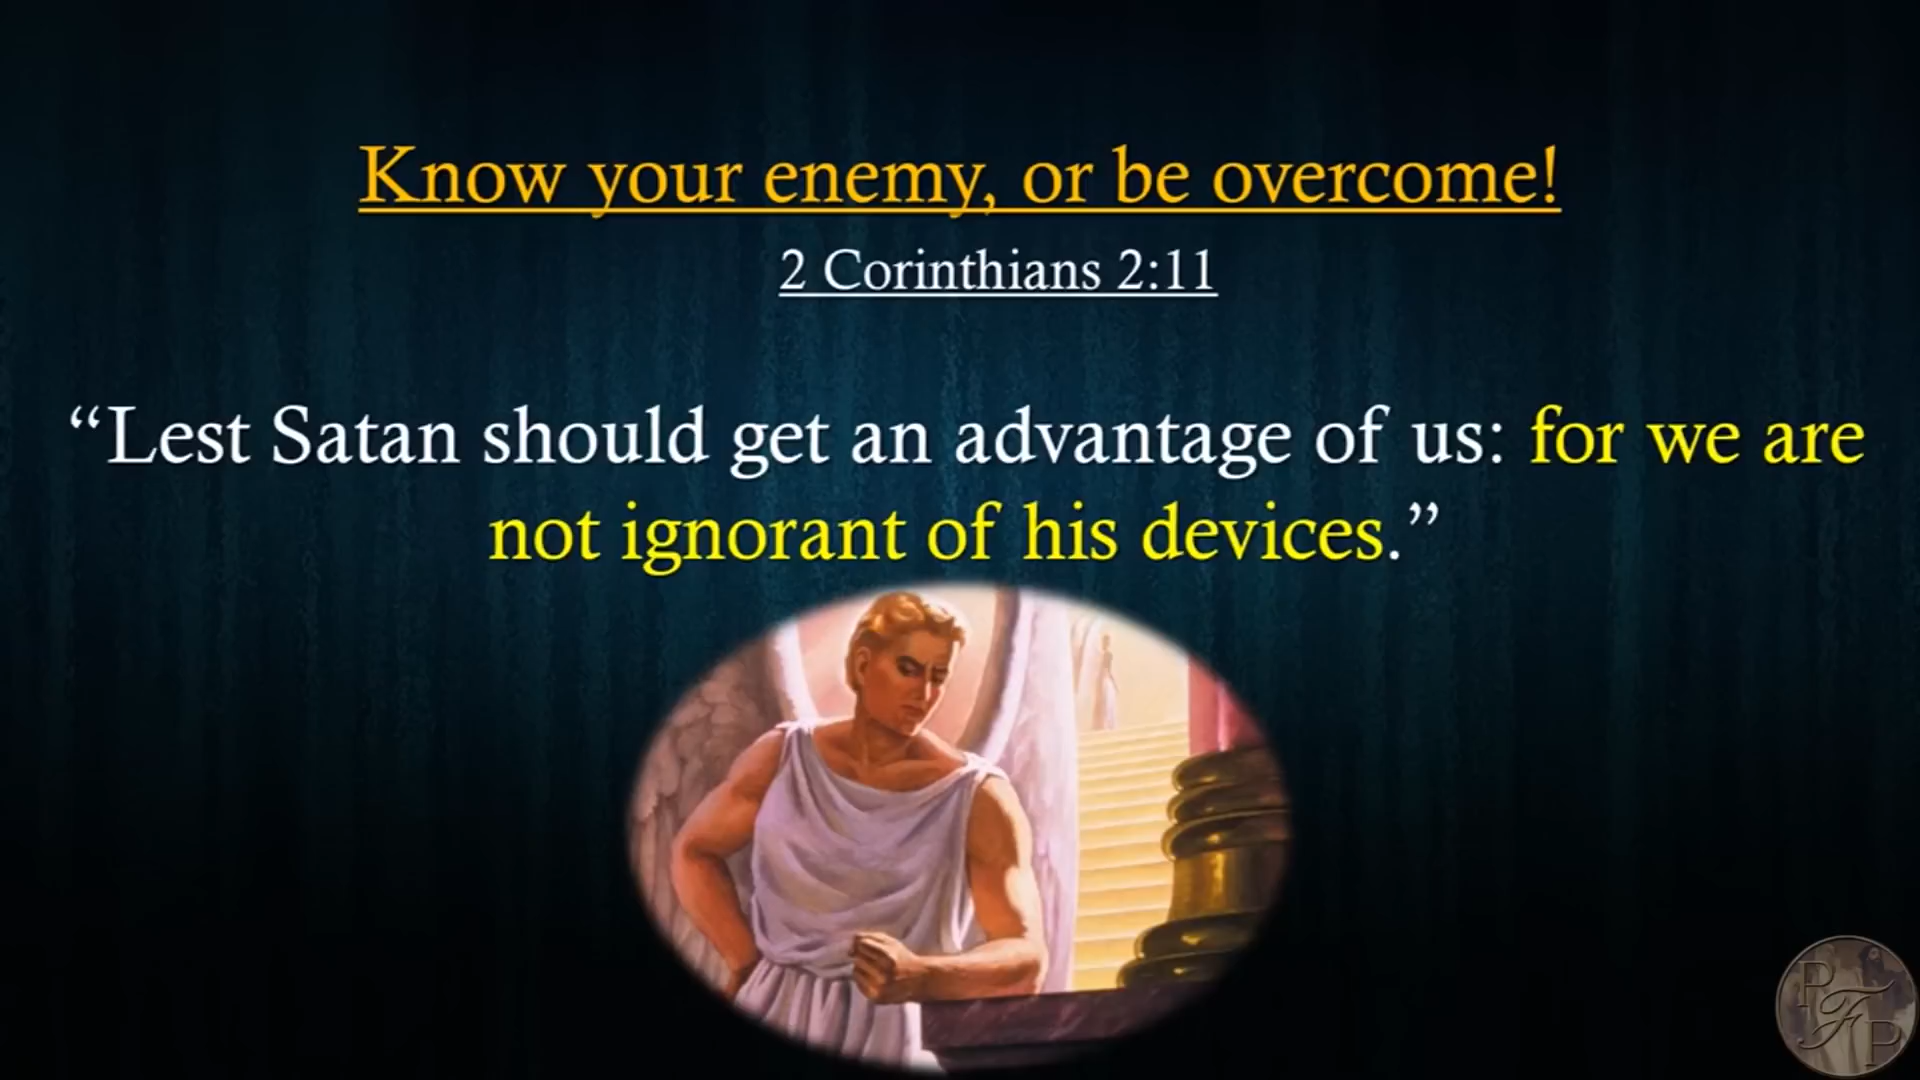 Know your enemy, or be overcome!
2 Corinthians 2:11
“Lest Satan should get an advantage of us: for we are
not ignorant of his devices.”
P F P